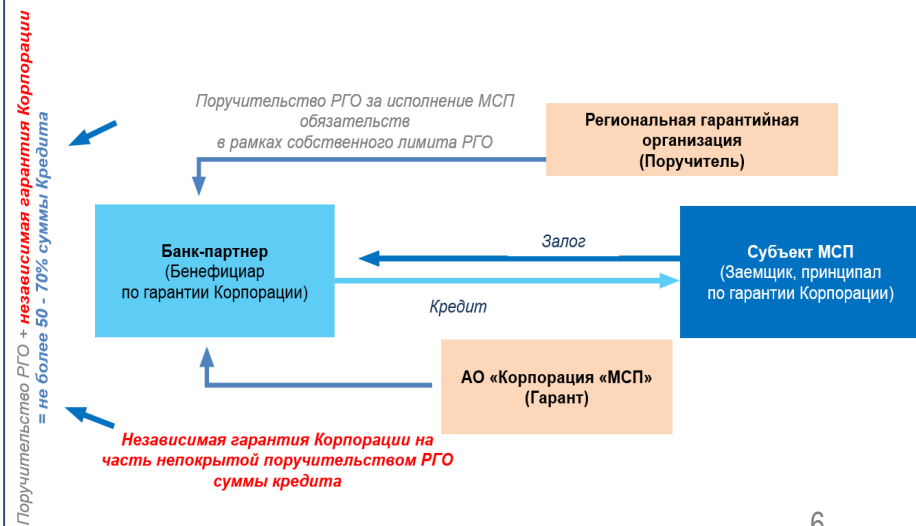 Поручительство РГО + независимая гарантия Корпорации
= не более 50 - 70% суммы Кредита
Поручительство РГО за исполнение МСП
обязательств
в рамках собственного лимита РГО
Региональная гарантийная
организация
(Поручитель)
Банк-партнер
(Бенефициар
по гарантии Корпорации)
Залог
Кредит
Субъект МСП
(Заемщик, принципал
по гарантии Корпорации)
АО «Корпорация «МСП»
(Гарант)
Независимая гарантия Корпорации на
часть непокрытой поручительством РГО
суммы кредита
6